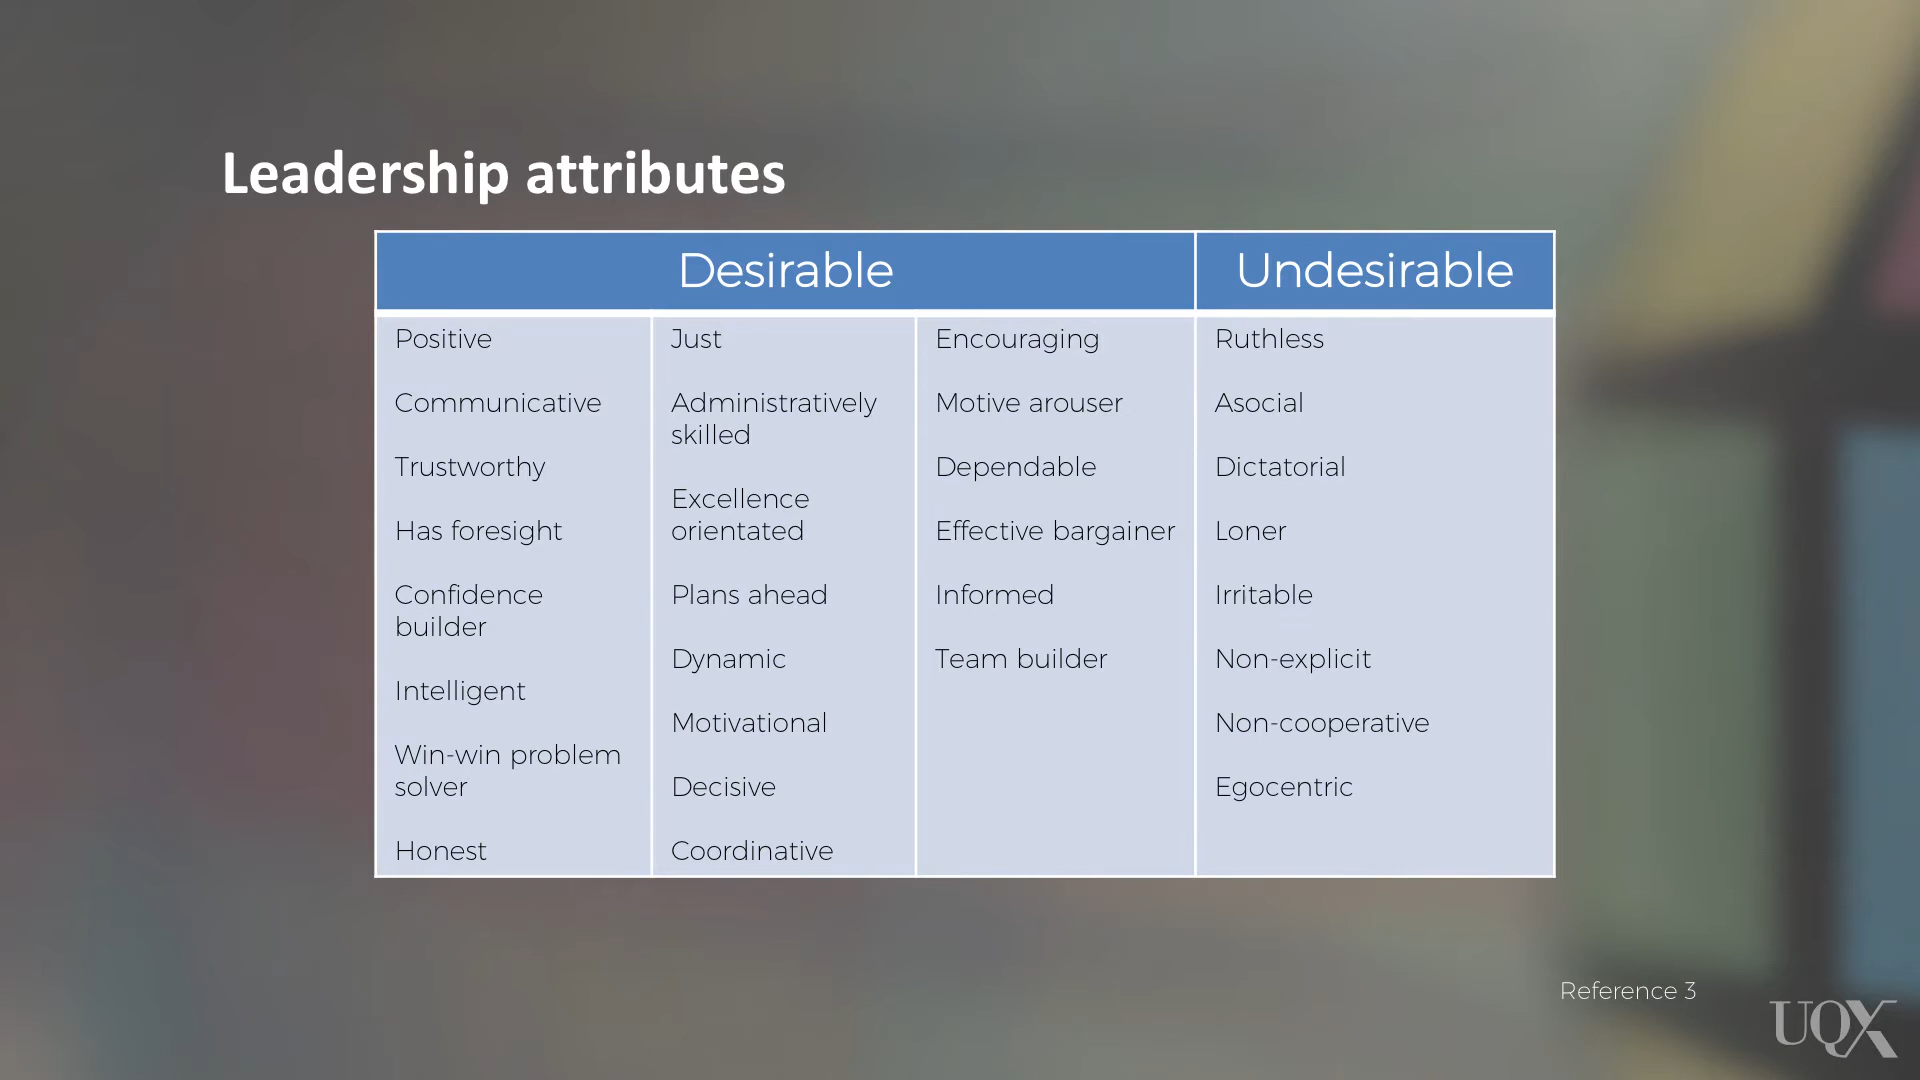 Leadership attributes
Desirable
Undesirable
Positive
Communicative
Trustworthy
Has foresight
Confidence
builder
Intelligent
Win-win problem
solver
Honest
Just
Administratively
skilled
Excellence
orientated
Plans ahead
Dynamic
Motivational
Decisive
Coordinative
Encouraging
Motive arouser
Dependable
Effective bargainer
Informed
Team builder
Ruthless
Asocial
Dictatorial
Loner
Irritable
Non-explicit
Non-cooperative
Egocentric
Reference 3
UQX